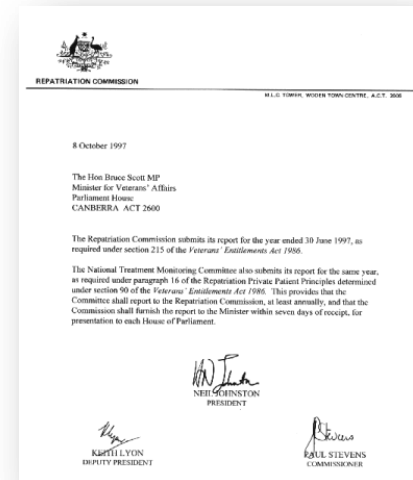 REPATRIATION COMMISSION
M.L.C. TOWER, WODEN TOWN CENTRE, A.C.T. 2606
8 October 1997
The Hon Bruce Scott MP
Minister for Veterans' Affairs
Parliament House
CANBERRA ACT 2600
The Repatriation Commission submits its report for the year ended 30 June 1997, as
required under section 215 of the Veterans' Entitlements Act 1986.
The National Treatment Monitoring Committee also submits its report for the same year,
as required under paragraph 16 of the Repatriation Private Patient Principles determined
under section 90 of the Veterans' Entitlements Act 1986. This provides that the
Committee shall report to the Repatriation Commission, at least annually, and that the
Commission shall furnish the report to the Minister within seven days of receipt, for
presentation to each House of Parliament.
NEIL JOHNSTON
PRESIDENT
KEITH LYON
DEPUTY PRESIDENT
PAUL STEVENS
COMMISSIONER